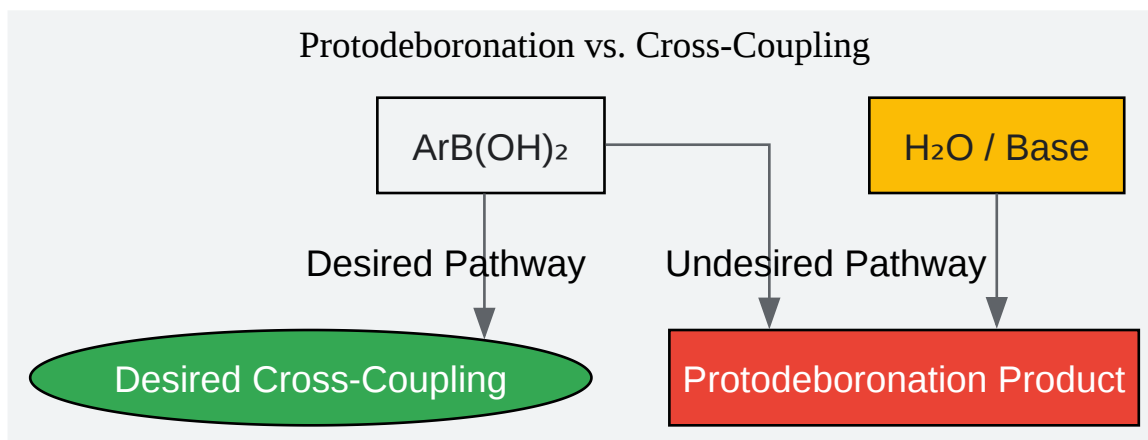 Protodeboronation vs. Cross-Coupling
ArB(OH)₂
H₂O / Base
Desired Pathway
Undesired Pathway
Desired Cross-Coupling
Protodeboronation Product